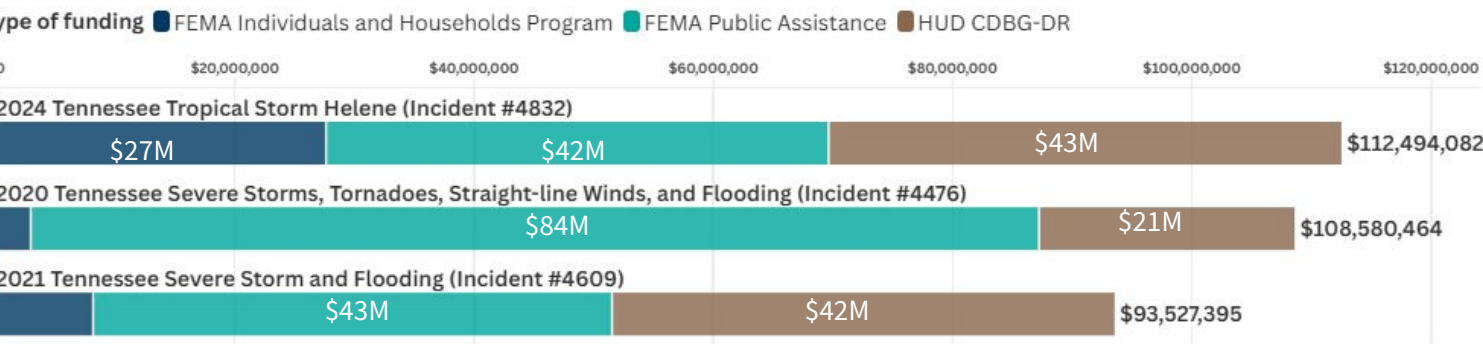 ype of funding FEMA Individuals and Households Program FEMA Public Assistance HUD CDBG-DR
0 $20,000,000 $40,000,000 $60,000,000 $80,000,000 $100,000,000 $120,000,000
2024 Tennessee Tropical Storm Helene (Incident #4832)
$27M $42M $43M $112,494,082
2020 Tennessee Severe Storms, Tornadoes, Straight-line Winds, and Flooding (Incident #4476)
$84M $21M $108,580,464
2021 Tennessee Severe Storm and Flooding (Incident #4609)
$43M $42M $93,527,395